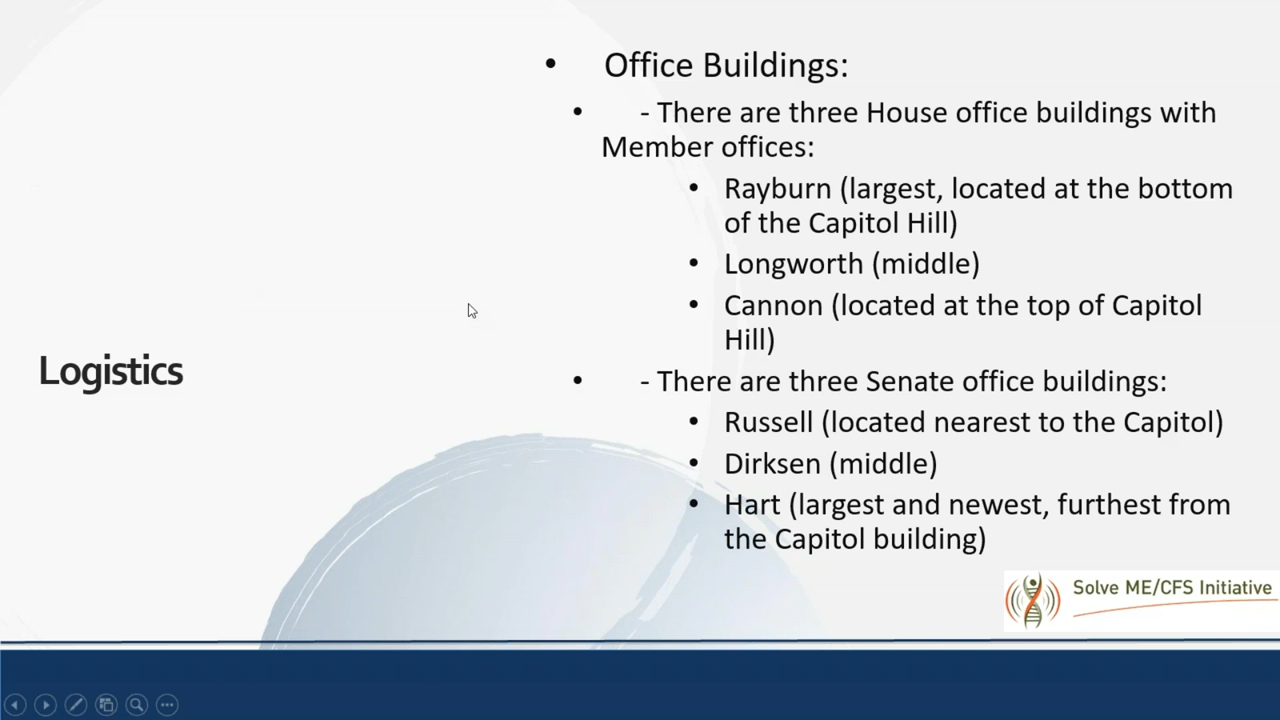 Logistics
• Office Buildings:
• - There are three House office buildings with
Member offices:
• Rayburn (largest, located at the bottom
of the Capitol Hill)
• Longworth (middle)
• Cannon (located at the top of Capitol
Hill)
• - There are three Senate office buildings:
• Russell (located nearest to the Capitol)
• Dirksen (middle)
• Hart (largest and newest, furthest from
the Capitol building)
Solve ME/CFS Initiative